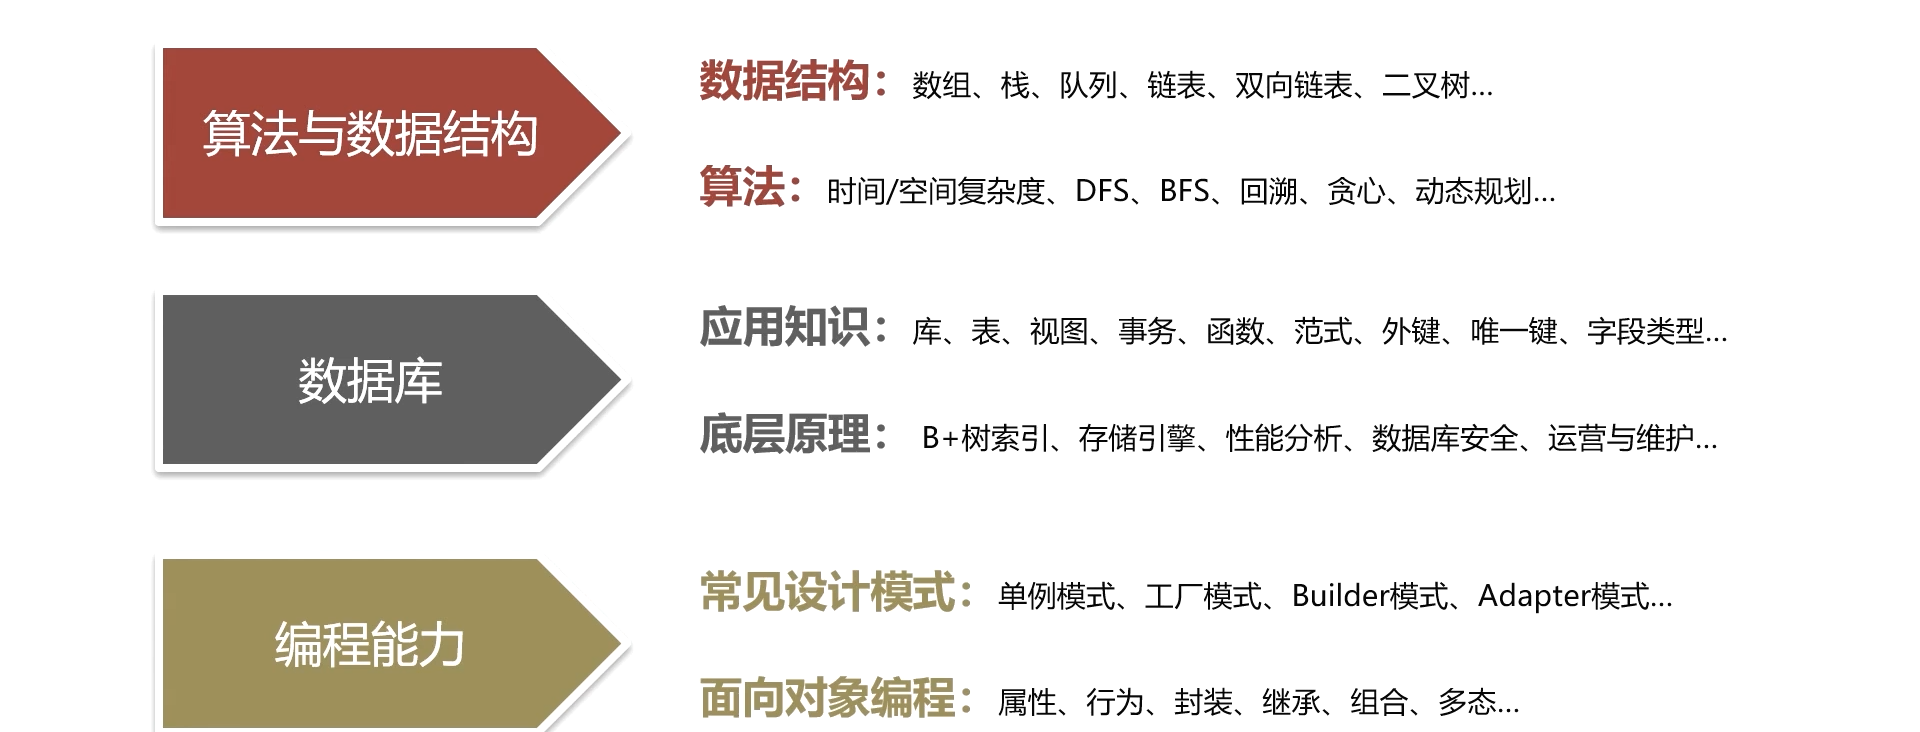 算法与数据结构
数据结构：数组、栈、队列、链表、双向链表、二叉树...
算法：时间/空间复杂度、DFS、BFS、回溯、贪心、动态规划...
数据库
应用知识：库、表、视图、事务、函数、范式、外键、唯一键、字段类型...
底层原理： B+树索引、存储引擎、性能分析、数据库安全、运营与维护...
编程能力
常见设计模式：单例模式、工厂模式、Builder模式、Adapter模式...
面向对象编程：属性、行为、封装、继承、组合、多态...